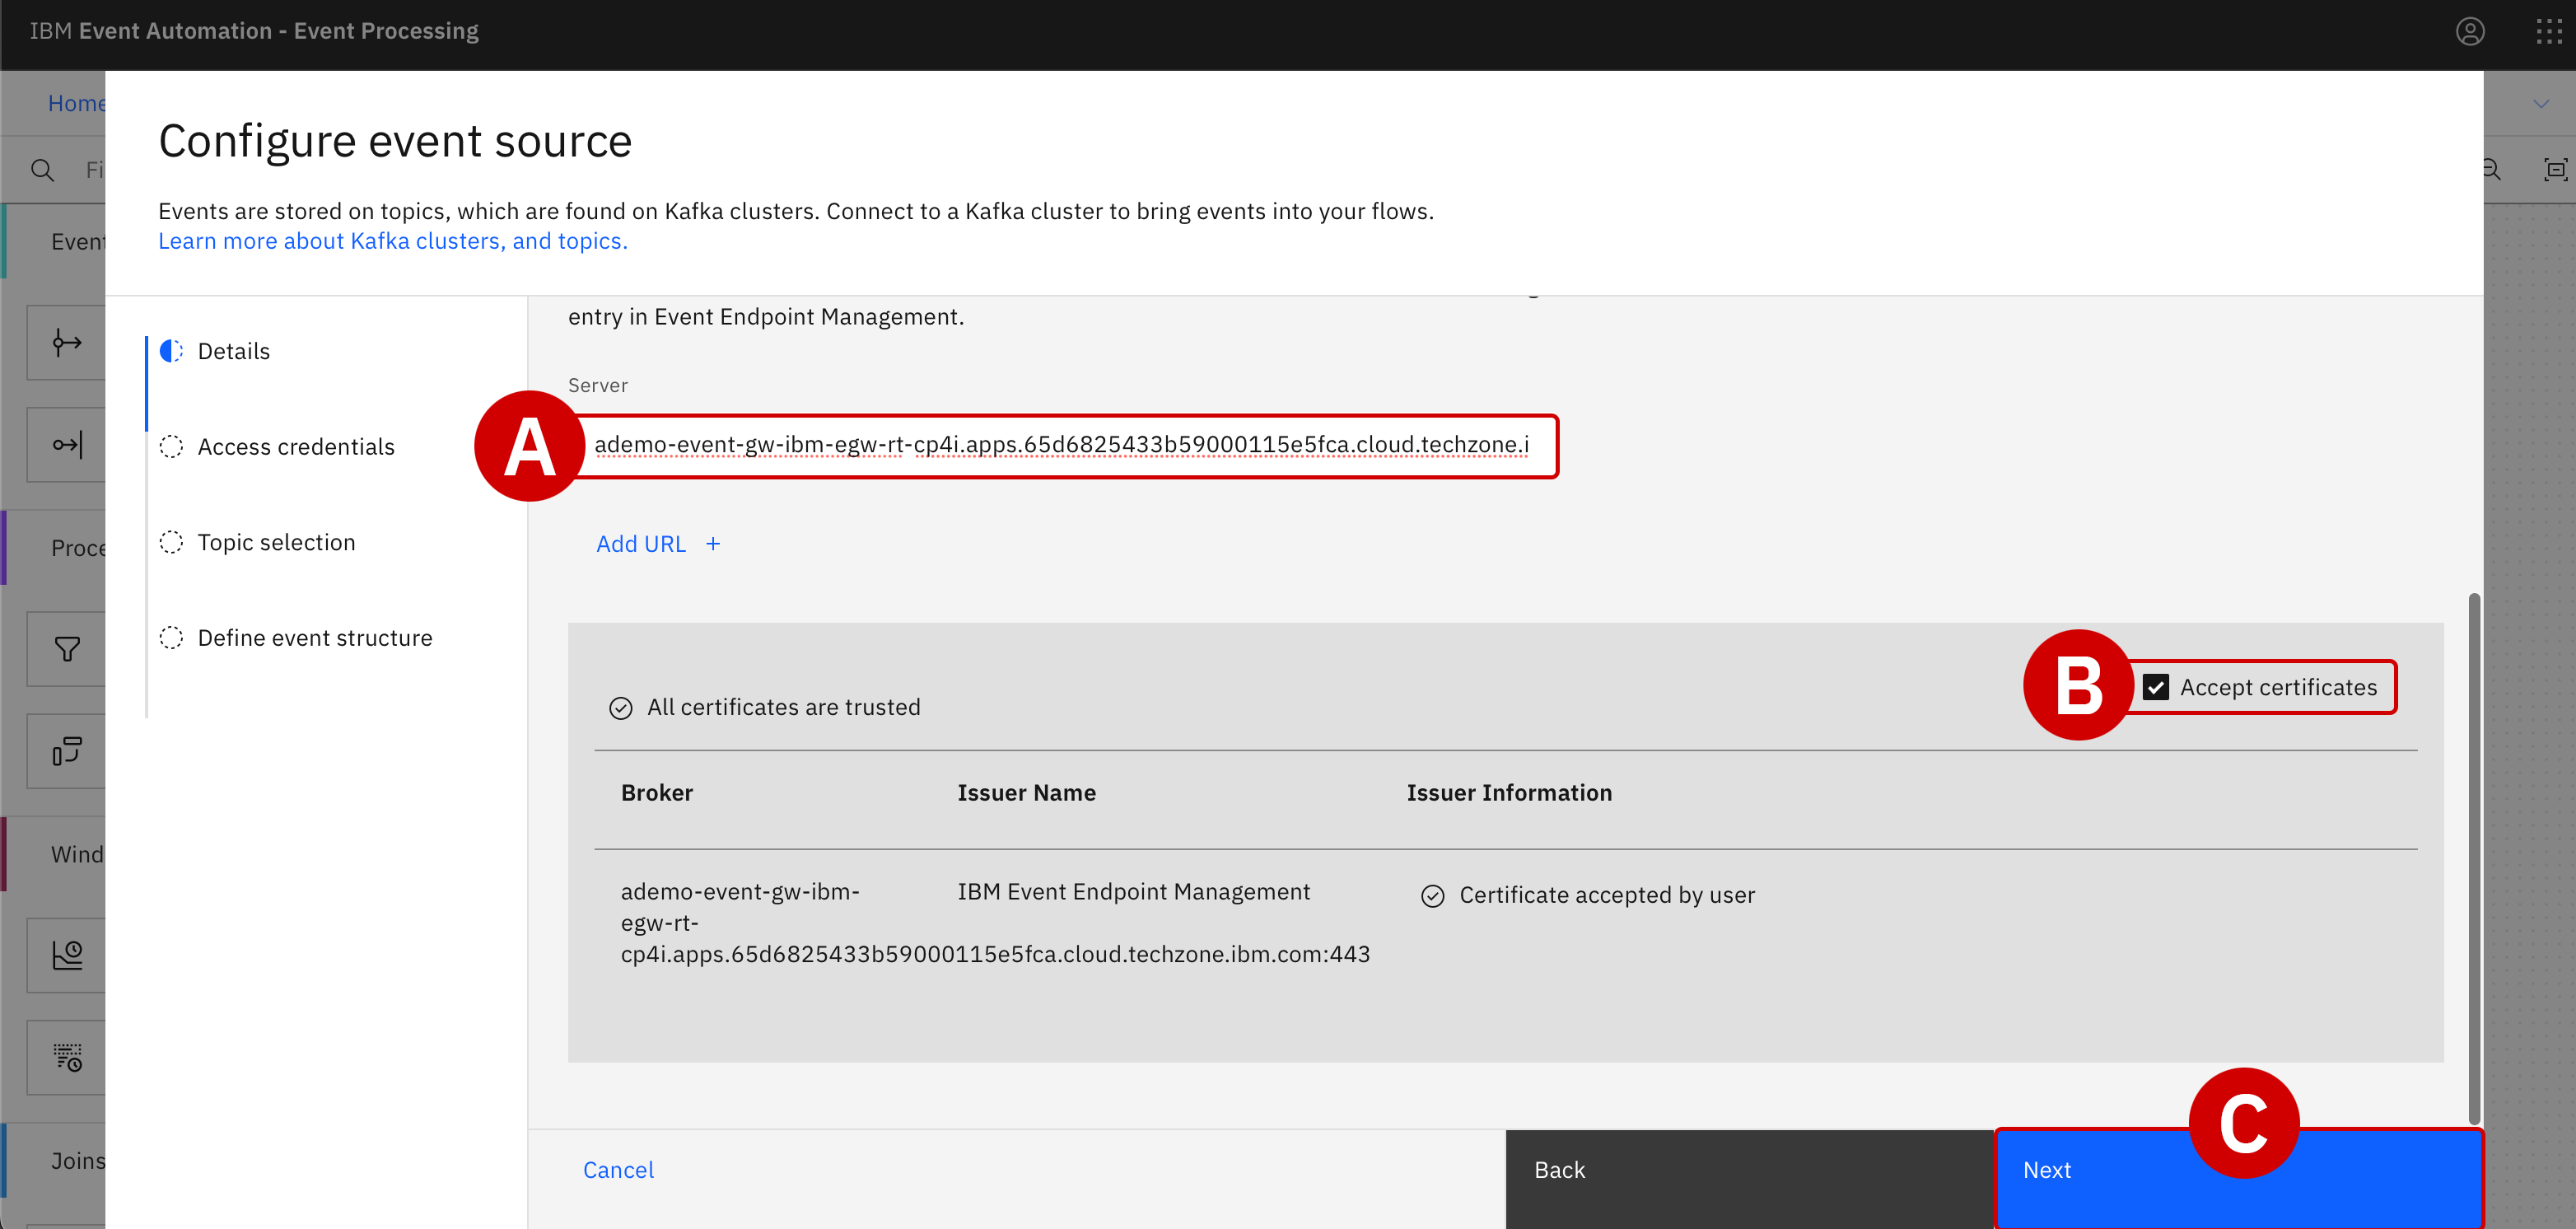 IBM Event Automation - Event Processing
Home
Configure event source
Fi
Events are stored on topics, which are found on Kafka clusters. Connect to a Kafka cluster to bring events into your flows.
Learn more about Kafka clusters, and topics.
Event
entry in Event Endpoint Management.
Details
Server
A
ademo-event-gw-ibm-egw-rt-cp4i.apps.65d6825433b59000115e5fca.cloud.techzone.i
Access credentials
Add URL +
Topic selection
Proce
Define event structure
B
Accept certificates
All certificates are trusted
Broker Issuer Name Issuer Information
Wind
ademo-event-gw-ibm-
egw-rt-
cp4i.apps.65d6825433b59000115e5fca.cloud.techzone.ibm.com:443
IBM Event Endpoint Management
Certificate accepted by user
C
Joins
Cancel
Back
Next